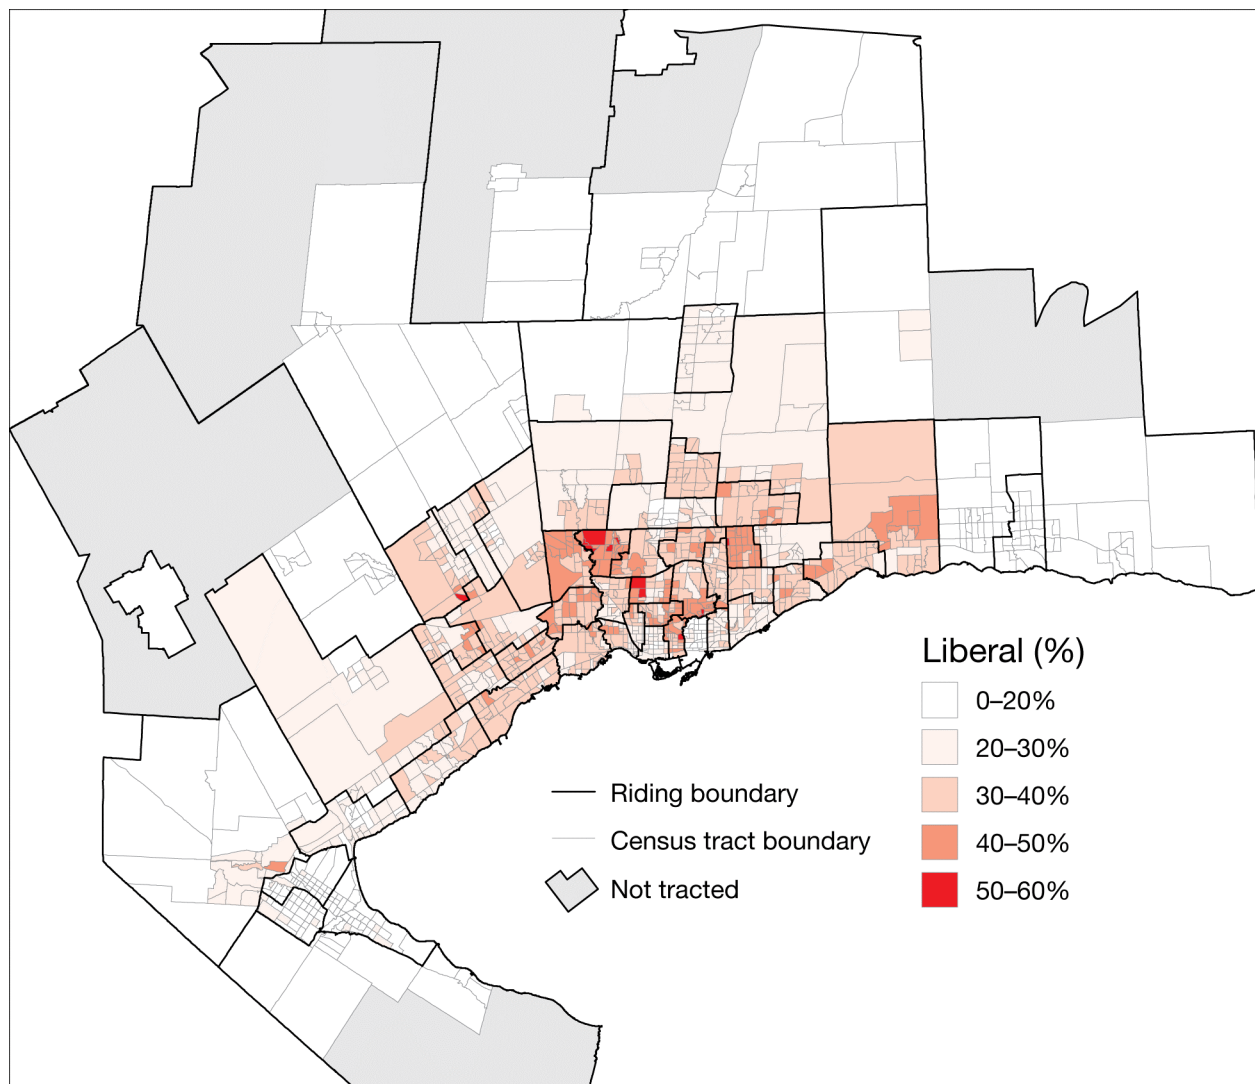 Liberal (%)
0–20%
20–30%
Riding boundary
30–40%
Census tract boundary
40–50%
Not tracted
50–60%